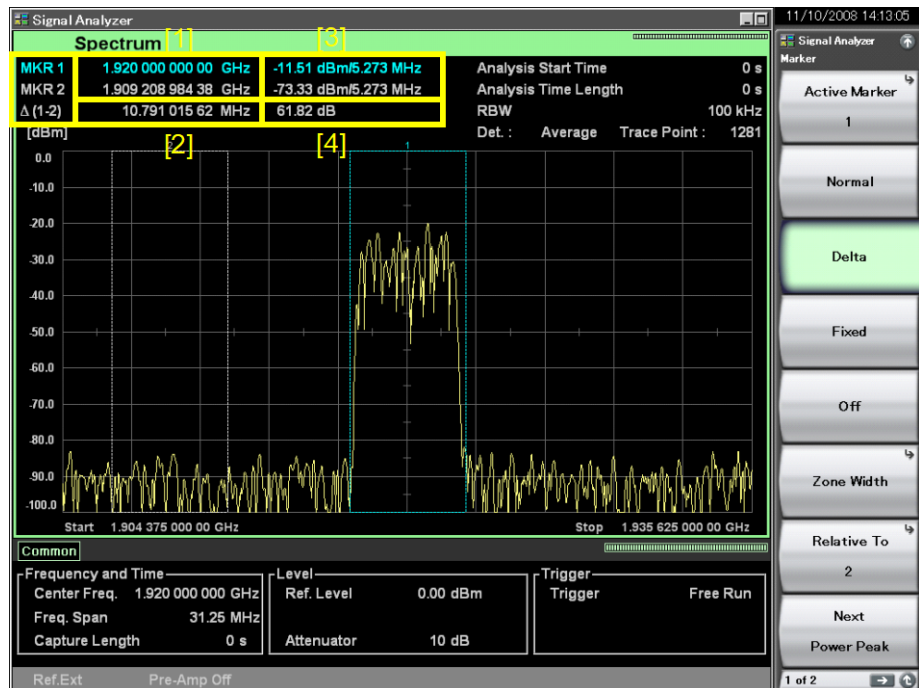 Signal Analyzer
11/10/2008 14:13:05
Spectrum
[1]
[3]
MKR 1 1.920 000 000 00 GHz -11.51 dBm/5.273 MHz
MKR 2 1.909 208 984 38 GHz -73.33 dBm/5.273 MHz
Δ (1-2) 10.791 015 62 MHz 61.82 dB
[2]
[4]
Analysis Start Time 0 s
Analysis Time Length 0 s
RBW 100 kHz
Det. : Average Trace Point : 1281
[dBm]
0.0
-10.0
-20.0
-30.0
-40.0
-50.0
-60.0
-70.0
-80.0
-90.0
-100.0
1
Start 1.904 375 000 00 GHz
Stop 1.935 625 000 00 GHz
Common
Frequency and Time
Center Freq. 1.920 000 000 GHz
Freq. Span 31.25 MHz
Capture Length 0 s
Level
Ref. Level 0.00 dBm
Attenuator 10 dB
Trigger
Trigger Free Run
Ref.Ext Pre-Amp Off
Signal Analyzer
Marker
Active Marker
1
Normal
Delta
Fixed
Off
Zone Width
Relative To
2
Next
Power Peak
1 of 2